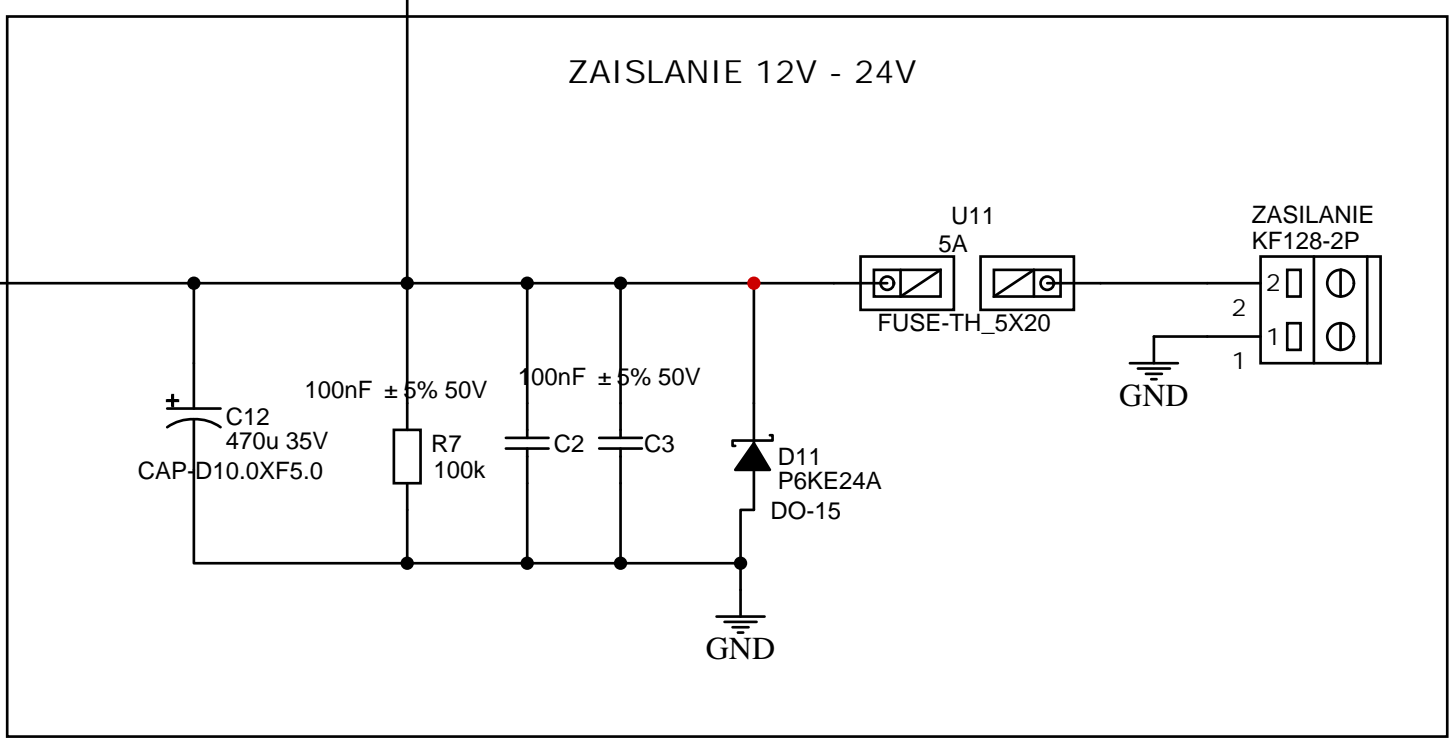 ZAISLANIE 12V - 24V
U11
5A
FUSE-TH_5X20
ZASILANIE
KF128-2P
2
2
1
1
GND
100nF ±5% 50V
100nF ±5% 50V
C12
470u 35V
CAP-D10.0XF5.0
R7
100k
C2
C3
D11
P6KE24A
DO-15
GND